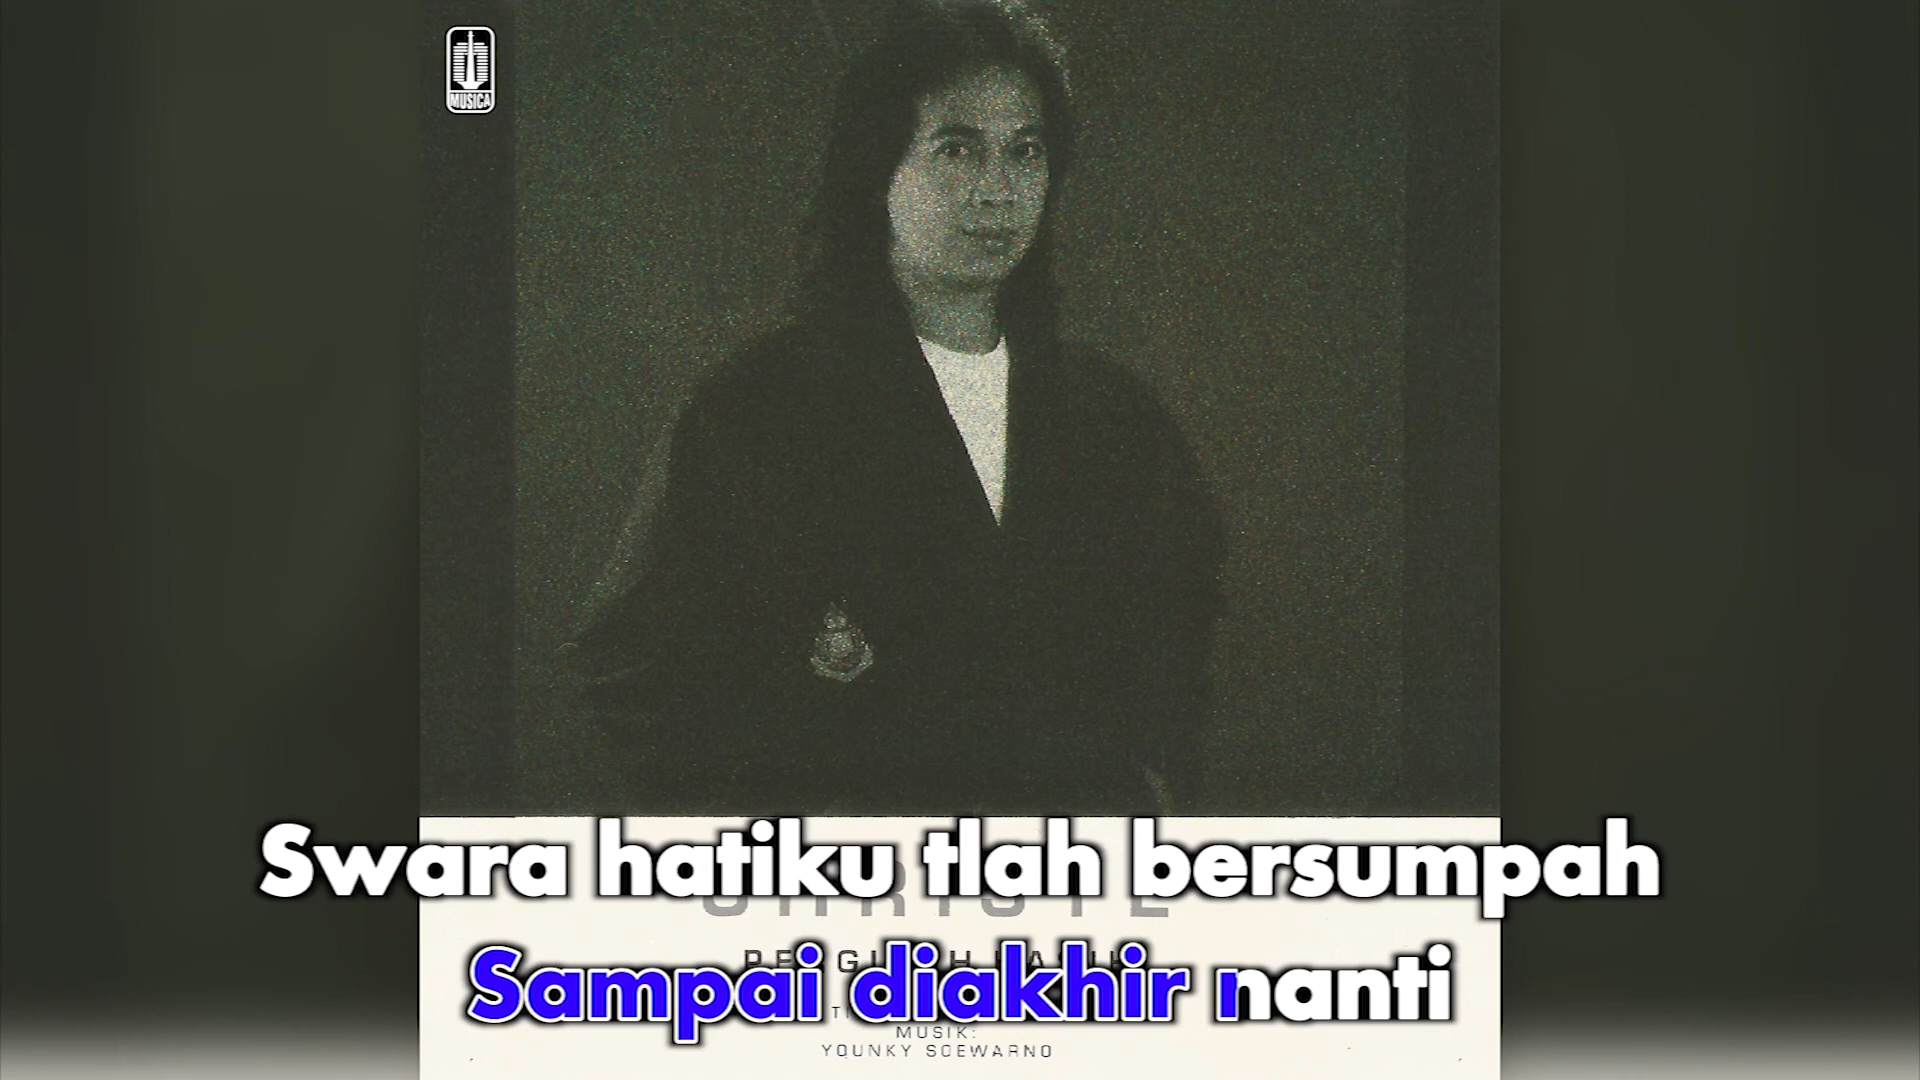 MUSICA
Swara hatiku tlah bersumpah
Sampai diakhir nanti
MUSIK:
YOUNKY SOEWARNO